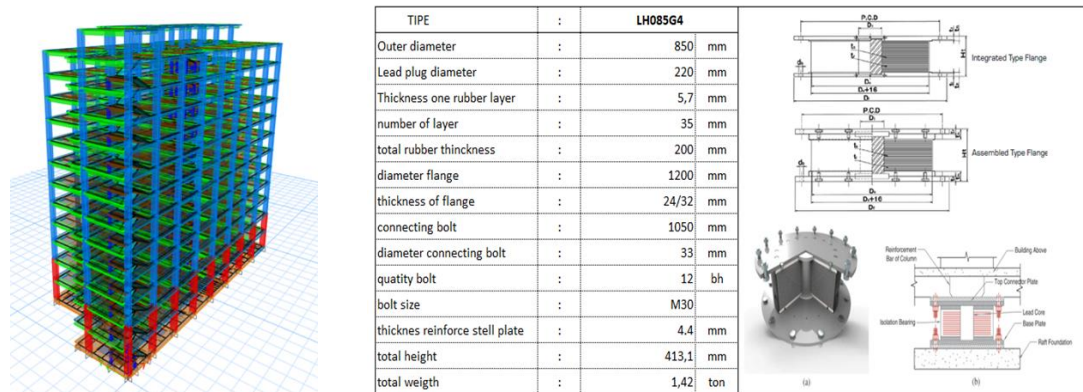 TIPE : LH085G4
Outer diameter : 850 mm
Lead plug diameter : 220 mm
Thickness one rubber layer : 5,7 mm
number of layer : 35 mm
total rubber thinckness : 200 mm
diameter flange : 1200 mm
thickness of flange : 24/32 mm
connecting bolt : 1050 mm
diameter connecting bolt : 33 mm
quatity bolt : 12 bh
bolt size : M30 mm
thicknes reinforce stell plate : 4.4 mm
total height : 413,1 mm
total weigth : 1,42 ton
P.C.D
Integrated Type Flange
P.C.D
Assembled Type Flange
Reinforcement
Bar of Column
Building Above
Top Connector Plate
Lead Core
Isolation Bearing
Base Plate
Raft Foundation
(a)
(b)